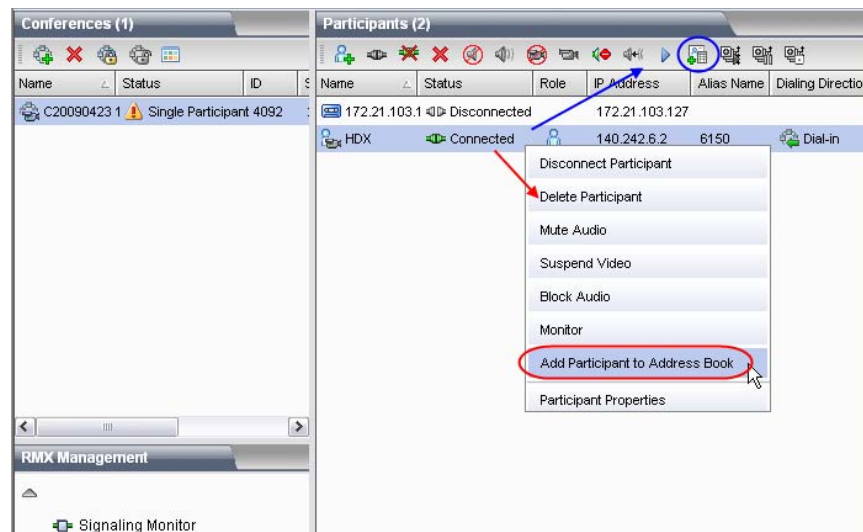 Conferences (1)
Participants (2)
Name Status ID S
Name Status Role IP Address Alias Name Dialing Directio
C20090423 1 Single Participant 4092
172.21.103.1 Disconnected 172.21.103.127
HDX Connected 140.242.6.2 6150 Dial-in
Disconnect Participant
Delete Participant
Mute Audio
Suspend Video
Block Audio
Monitor
Add Participant to Address Book
Participant Properties
RMX Management
Signaling Monitor